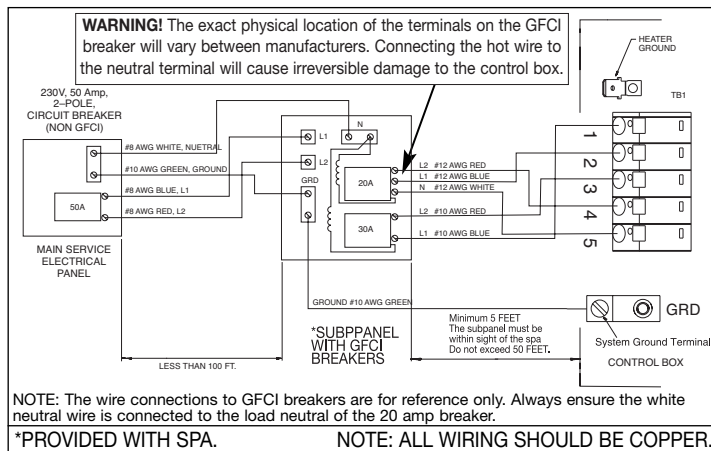 WARNING! The exact physical location of the terminals on the GFCI
breaker will vary between manufacturers. Connecting the hot wire to
the neutral terminal will cause irreversible damage to the control box.
HEATER
GROUND
TB1
230V, 50 Amp,
2–POLE,
CIRCUIT BREAKER
(NON GFCI)
#8 AWG WHITE, NUETRAL
#10 AWG GREEN, GROUND
#8 AWG BLUE, L1
#8 AWG RED, L2
50A
MAIN SERVICE
ELECTRICAL
PANEL
L1
N
L2
GRD
20A
30A
L2 #12 AWG RED
L1 #12 AWG BLUE
N #12 AWG WHITE
L2 #10 AWG RED
L1 #10 AWG BLUE
1
2
3
4
5
GROUND #10 AWG GREEN
*SUBPPANEL
WITH GFCI
BREAKERS
LESS THAN 100 FT.
Minimum 5 FEET
The subpanel must be
within sight of the spa
Do not exceed 50 FEET.
GRD
System Ground Terminal
CONTROL BOX
NOTE: The wire connections to GFCI breakers are for reference only. Always ensure the white
neutral wire is connected to the load neutral of the 20 amp breaker.
*PROVIDED WITH SPA. NOTE: ALL WIRING SHOULD BE COPPER.